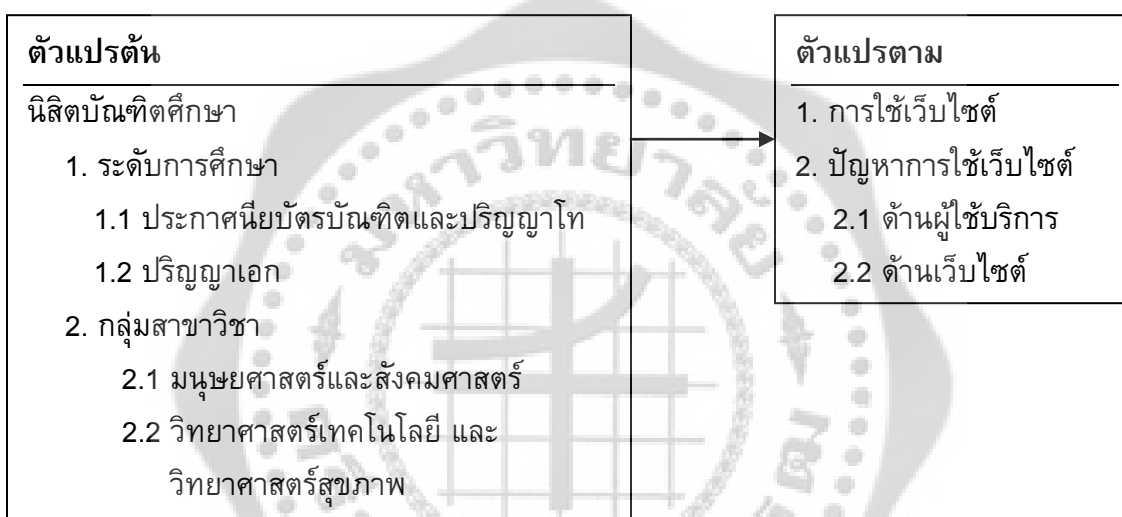 ตัวแปรต้น
นิสิตบัณฑิตศึกษา
1. ระดับการศึกษา
1.1 ประกาศนียบัตรบัณฑิตและปริญญาโท
1.2 ปริญญาเอก
2. กลุ่มสาขาวิชา
2.1 มนุษยศาสตร์และสังคมศาสตร์
2.2 วิทยาศาสตร์เทคโนโลยี และ
วิทยาศาสตร์สุขภาพ
ตัวแปรตาม
1. การใช้เว็บไซต์
2. ปัญหาการใช้เว็บไซต์
2.1 ด้านผู้ใช้บริการ
2.2 ด้านเว็บไซต์
มหาวิทยาลัย